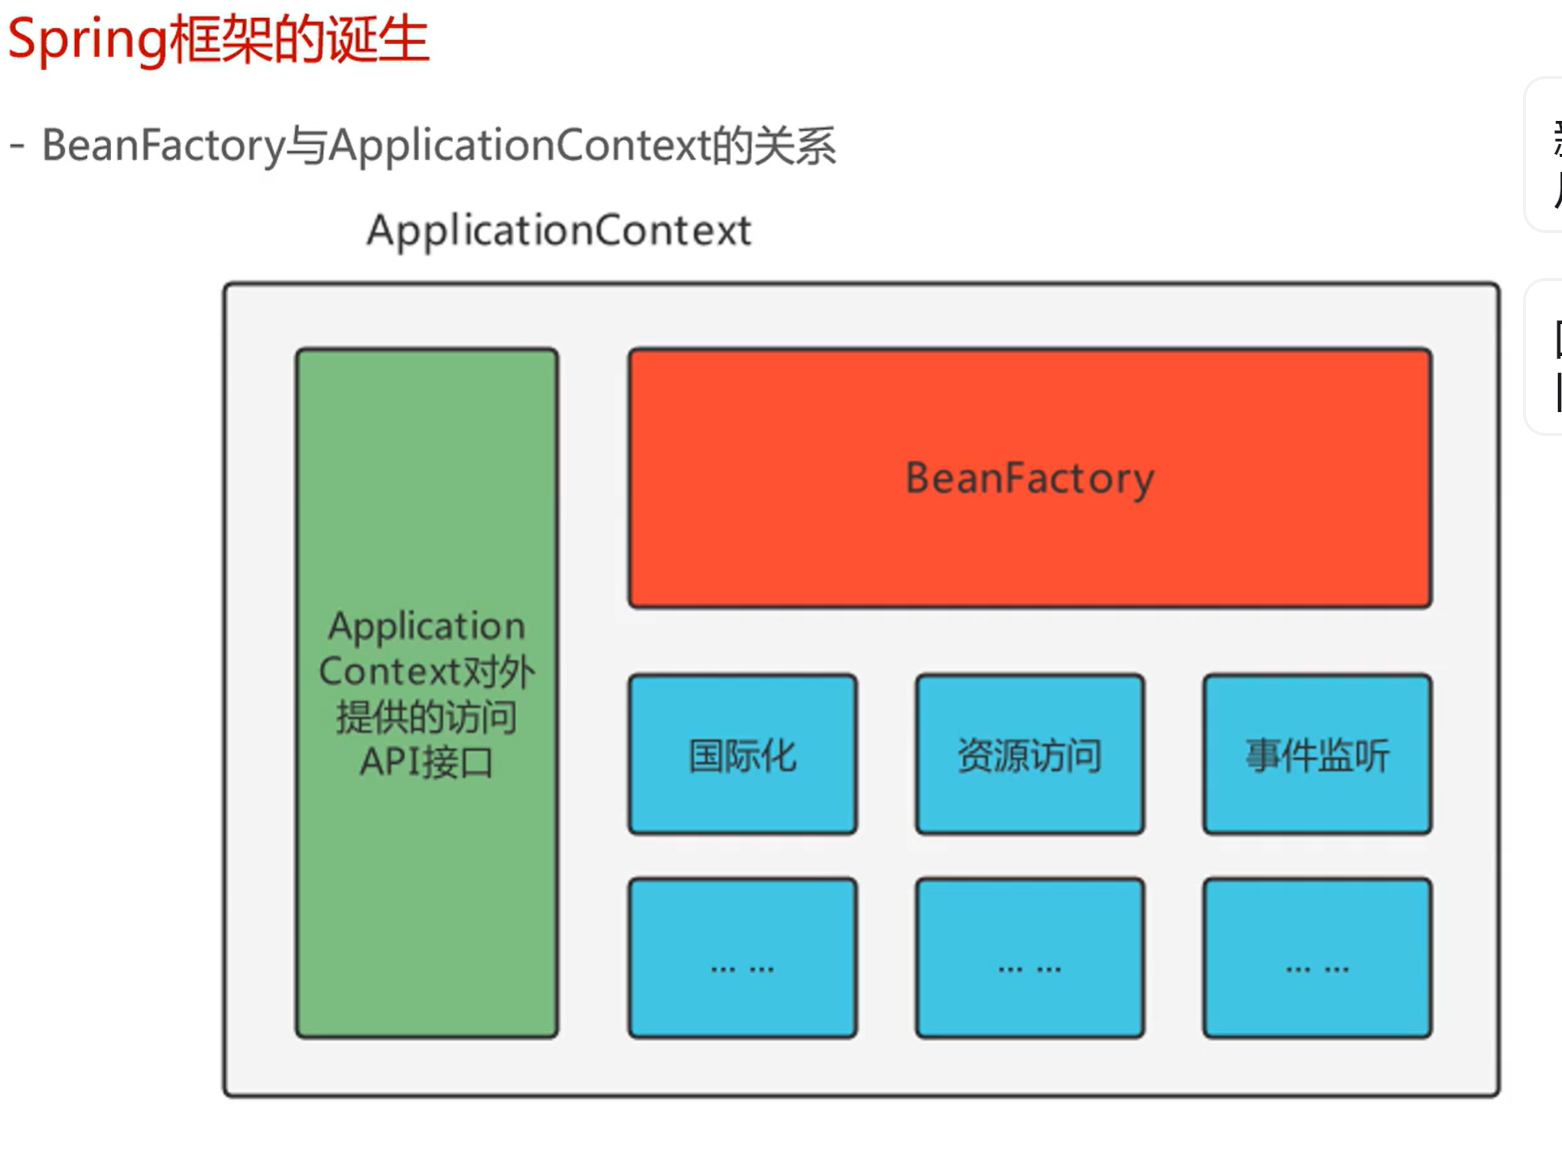 Spring框架的诞生
- BeanFactory与ApplicationContext的关系
ApplicationContext
Application
Context对外
提供的访问
API接口
BeanFactory
国际化
资源访问
事件监听
... ...
... ...
... ...